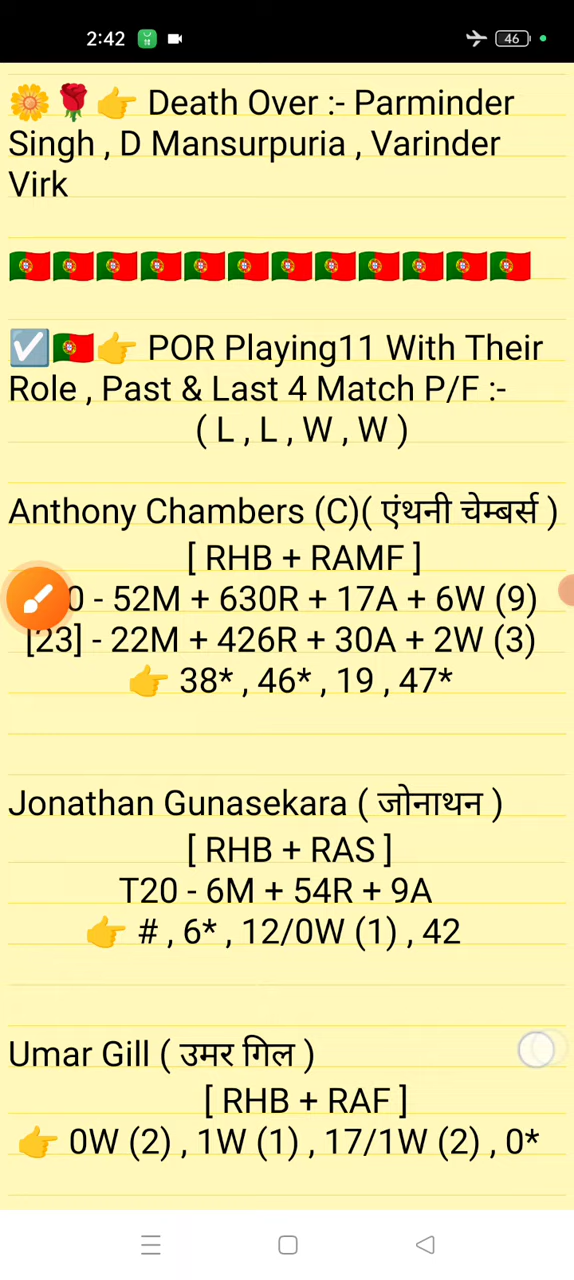 2:42 46
🌼🌹👉 Death Over :- Parminder
Singh , D Mansurpuria , Varinder
Virk
🇵🇹🇵🇹🇵🇹🇵🇹🇵🇹🇵🇹🇵🇹🇵🇹🇵🇹🇵🇹🇵🇹🇵🇹
☑️🇵🇹👉 POR Playing11 With Their
Role , Past & Last 4 Match P/F :-
( L , L , W , W )
Anthony Chambers (C)( एंथनी चेम्बर्स )
[ RHB + RAMF ]
0 - 52M + 630R + 17A + 6W (9)
[23] - 22M + 426R + 30A + 2W (3)
👉 38* , 46* , 19 , 47*
Jonathan Gunasekara ( जोनाथन )
[ RHB + RAS ]
T20 - 6M + 54R + 9A
👉 # , 6* , 12/0W (1) , 42
Umar Gill ( उमर गिल )
[ RHB + RAF ]
👉 0W (2) , 1W (1) , 17/1W (2) , 0*